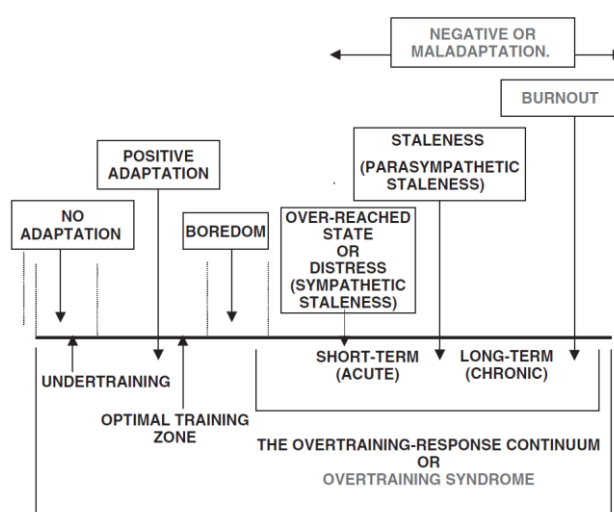 NEGATIVE OR
MALADAPTATION.
BURNOUT
STALENESS
(PARASYMPATHETIC
STALENESS)
POSITIVE
ADAPTATION
NO
ADAPTATION
BOREDOM
OVER-REACHED
STATE
OR
DISTRESS
(SYMPATHETIC
STALENESS)
UNDERTRAINING
OPTIMAL TRAINING
ZONE
SHORT-TERM
(ACUTE)
LONG-TERM
(CHRONIC)
THE OVERTRAINING-RESPONSE CONTINUUM
OR
OVERTRAINING SYNDROME